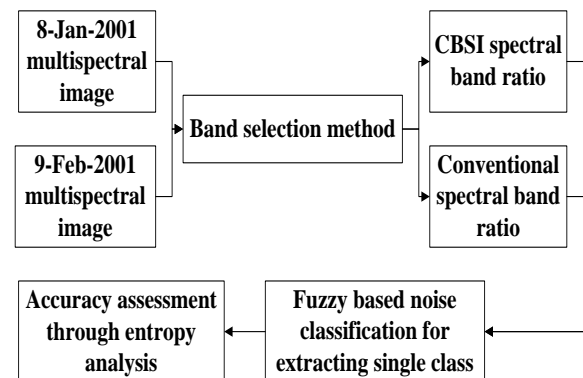 8-Jan-2001
multispectral
image
9-Feb-2001
multispectral
image
Band selection method
CBSI spectral
band ratio
Conventional
spectral band
ratio
Fuzzy based noise
classification for
extracting single class
Accuracy assessment
through entropy
analysis